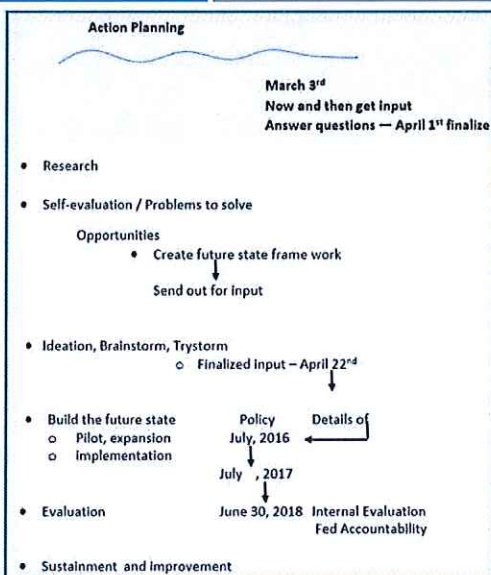 Action Planning
March 3rd
Now and then get input
Answer questions — April 1st finalize
• Research
• Self-evaluation / Problems to solve
Opportunities
• Create future state frame work
Send out for input
• Ideation, Brainstorm, Trystorm
o Finalized input – April 22nd
• Build the future state Policy Details of
o Pilot, expansion July, 2016
o implementation
July , 2017
• Evaluation June 30, 2018 Internal Evaluation
Fed Accountability
• Sustainment and improvement